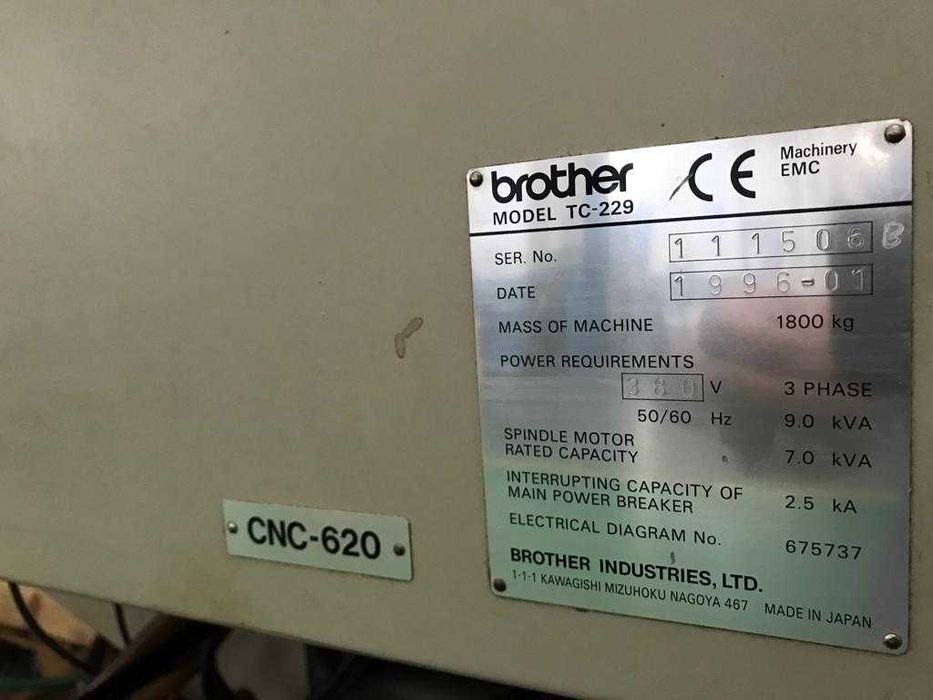 brother CE Machinery
EMC
MODEL TC-229
SER. No. 111506B
DATE 1996-01
MASS OF MACHINE 1800 kg
POWER REQUIREMENTS
380 V 3 PHASE
50/60 Hz 9.0 kVA
SPINDLE MOTOR
RATED CAPACITY 7.0 kVA
INTERRUPTING CAPACITY OF
MAIN POWER BREAKER 2.5 kA
ELECTRICAL DIAGRAM No. 675737
BROTHER INDUSTRIES, LTD.
1-1-1 KAWAGISHI MIZUHOKU NAGOYA 467 MADE IN JAPAN
CNC-620